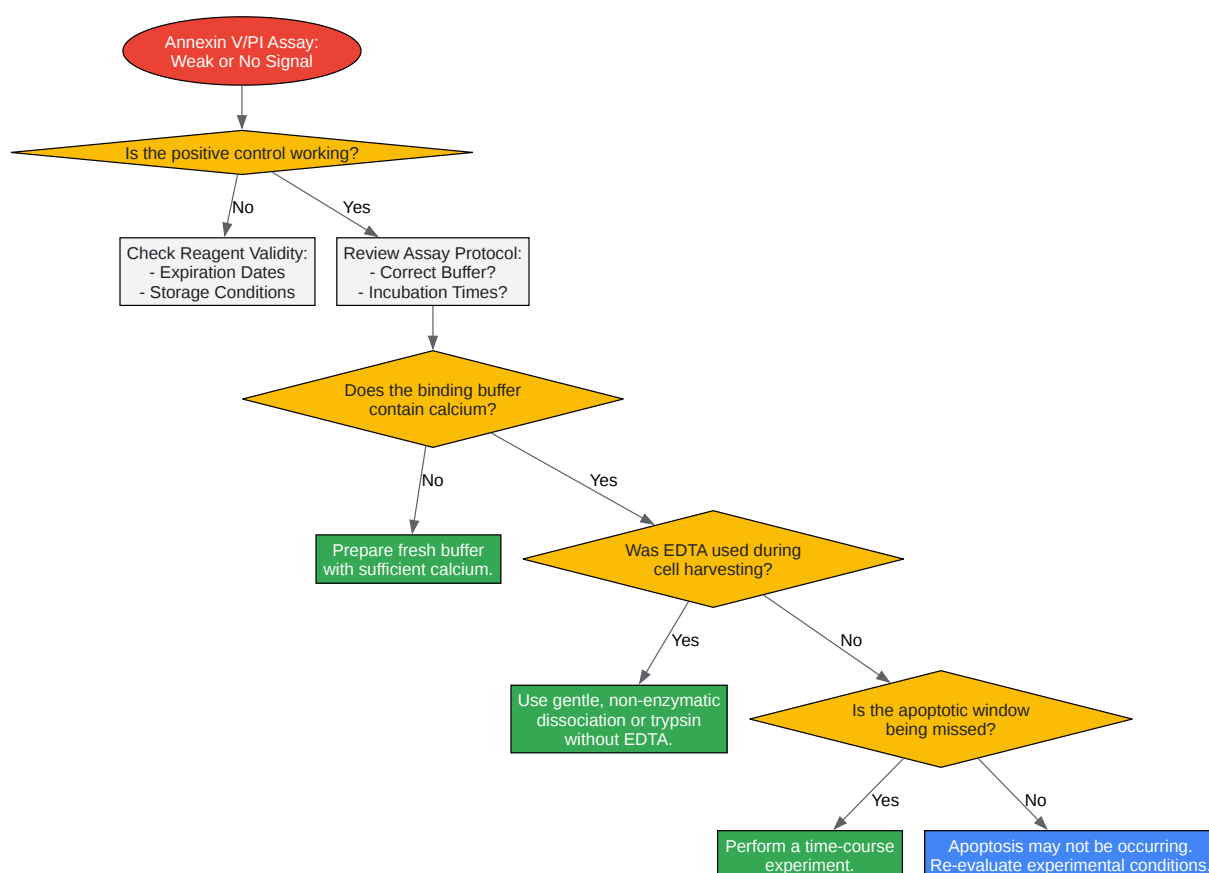 Annexin V/PI Assay:
Weak or No Signal
Is the positive control working?
No
Yes
Check Reagent Validity:
- Expiration Dates
- Storage Conditions
Review Assay Protocol:
- Correct Buffer?
- Incubation Times?
Does the binding buffer
contain calcium?
No
Yes
Prepare fresh buffer
with sufficient calcium.
Was EDTA used during
cell harvesting?
Yes
No
Use gentle, non-enzymatic
dissociation or trypsin
without EDTA.
Is the apoptotic window
being missed?
Yes
No
Perform a time-course
experiment.
Apoptosis may not be occurring.
Re-evaluate experimental conditions.